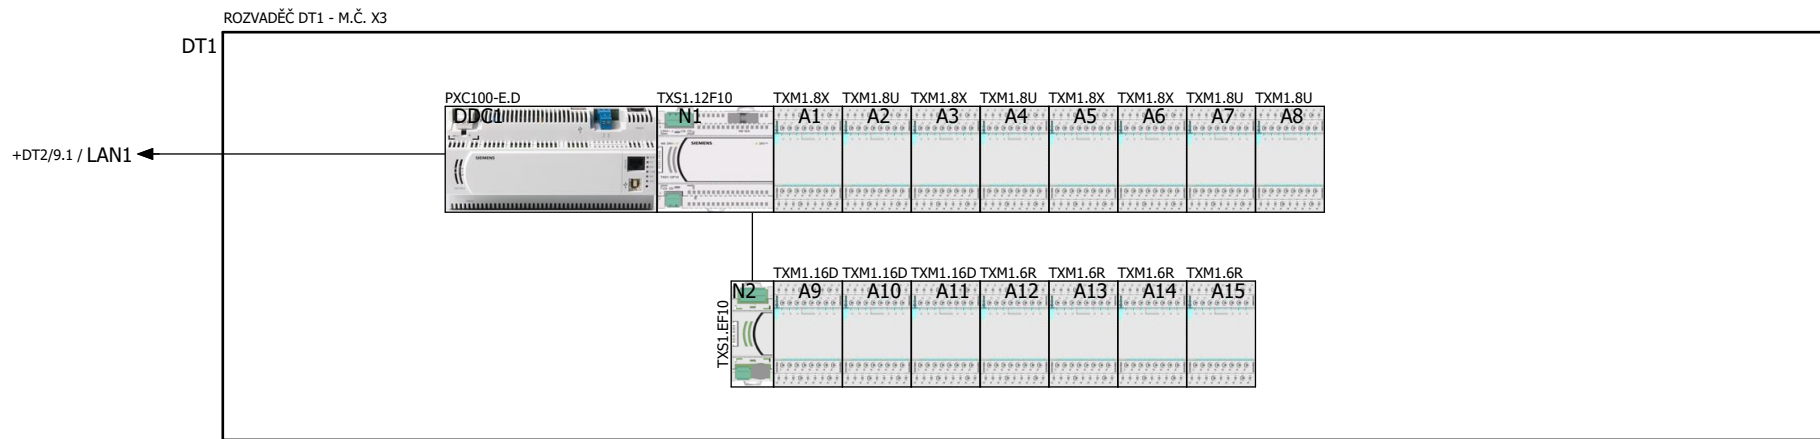 ROZVADĚČ DT1 - M.Č. X3
DT1
PXC100-E.D TXS1.12F10 TXM1.8X TXM1.8U TXM1.8X TXM1.8U TXM1.8X TXM1.8X TXM1.8U TXM1.8U
DDC1 N1 A1 A2 A3 A4 A5 A6 A7 A8
SIEMENS SIEMENS
+DT2/9.1 / LAN1
TXM1.16D TXM1.16D TXM1.16D TXM1.6R TXM1.6R TXM1.6R TXM1.6R
N2 A9 A10 A11 A12 A13 A14 A15
TXS1.EF10